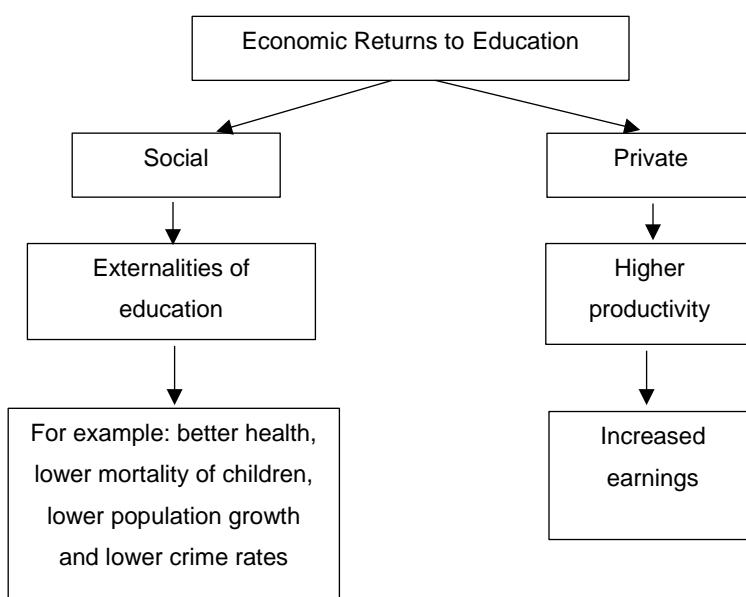 Economic Returns to Education
Social
Private
Externalities of
education
Higher
productivity
For example: better health,
lower mortality of children,
lower population growth
and lower crime rates
Increased
earnings